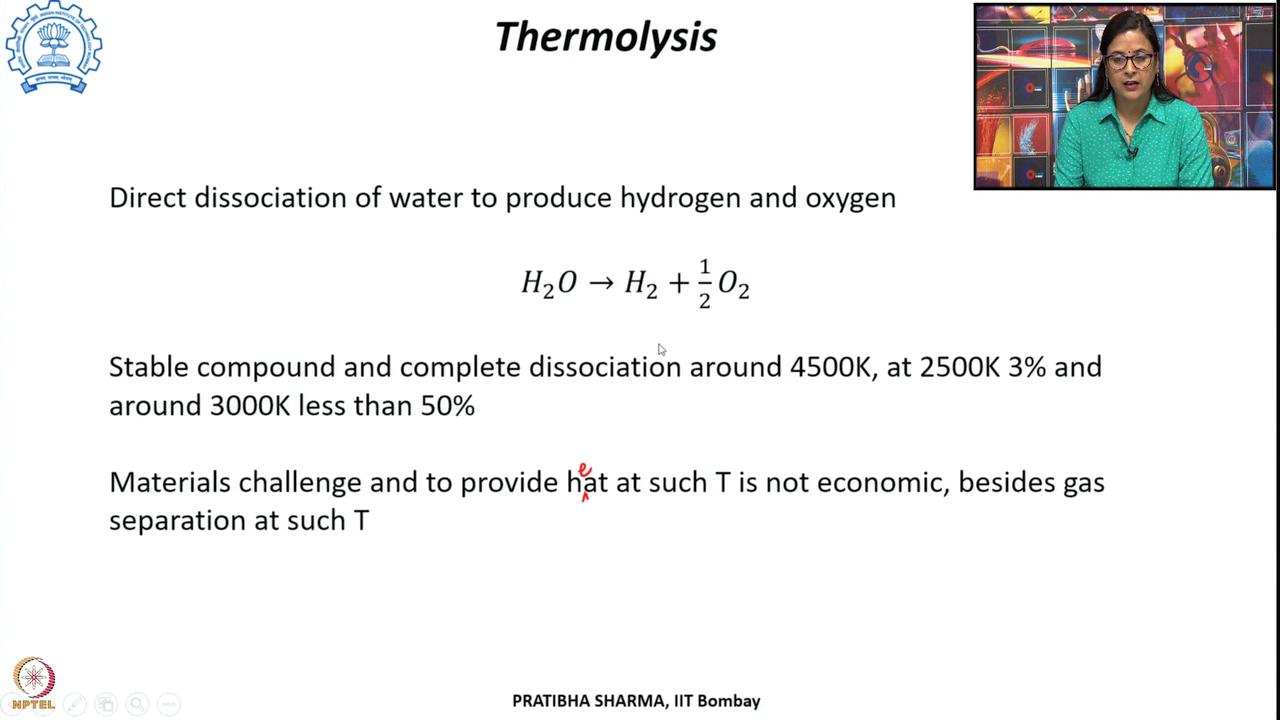 Thermolysis
Direct dissociation of water to produce hydrogen and oxygen
H₂O → H₂ + 1/2 O₂
Stable compound and complete dissociation around 4500K, at 2500K 3% and
around 3000K less than 50%
Materials challenge and to provide heat at such T is not economic, besides gas
separation at such T
NPTEL
PRATIBHA SHARMA, IIT Bombay